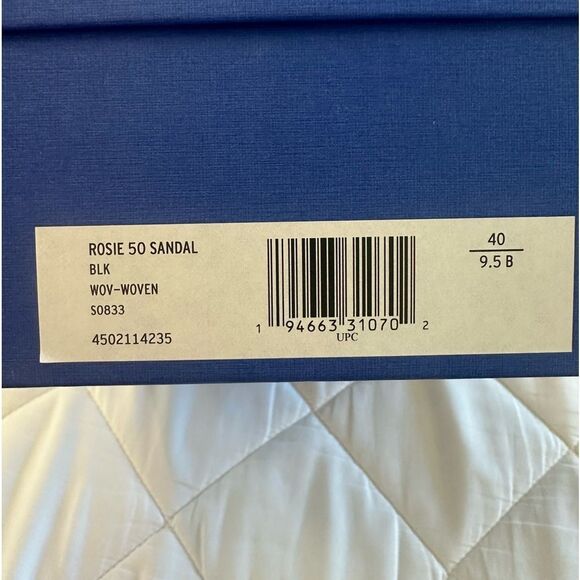 ROSIE 50 SANDAL
BLK
WOV-WOVEN
S0833
4502114235
1 94663 31070 2
UPC
40
9.5 B